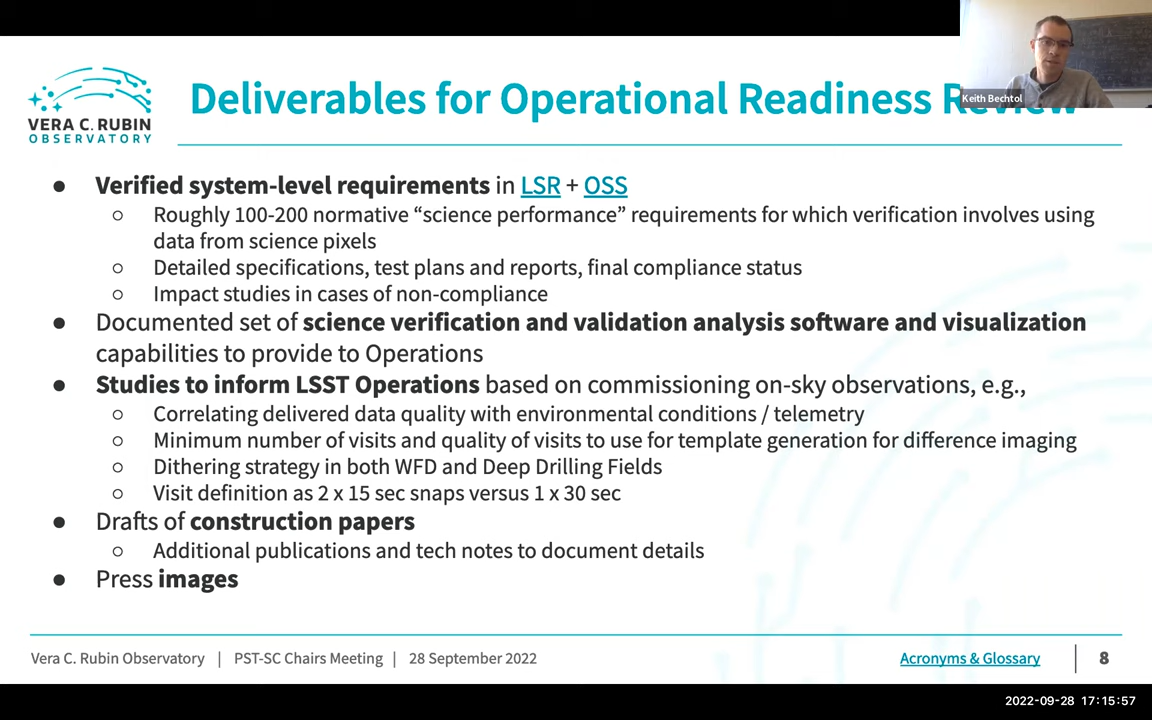 Keith Bechtol
VERA C. RUBIN
OBSERVATORY
Deliverables for Operational Readiness Review
● Verified system-level requirements in LSR + OSS
○ Roughly 100-200 normative “science performance” requirements for which verification involves using
data from science pixels
○ Detailed specifications, test plans and reports, final compliance status
○ Impact studies in cases of non-compliance
● Documented set of science verification and validation analysis software and visualization
capabilities to provide to Operations
● Studies to inform LSST Operations based on commissioning on-sky observations, e.g.,
○ Correlating delivered data quality with environmental conditions / telemetry
○ Minimum number of visits and quality of visits to use for template generation for difference imaging
○ Dithering strategy in both WFD and Deep Drilling Fields
○ Visit definition as 2 x 15 sec snaps versus 1 x 30 sec
● Drafts of construction papers
○ Additional publications and tech notes to document details
● Press images
Vera C. Rubin Observatory | PST-SC Chairs Meeting | 28 September 2022
Acronyms & Glossary | 8
2022-09-28 17:15:57